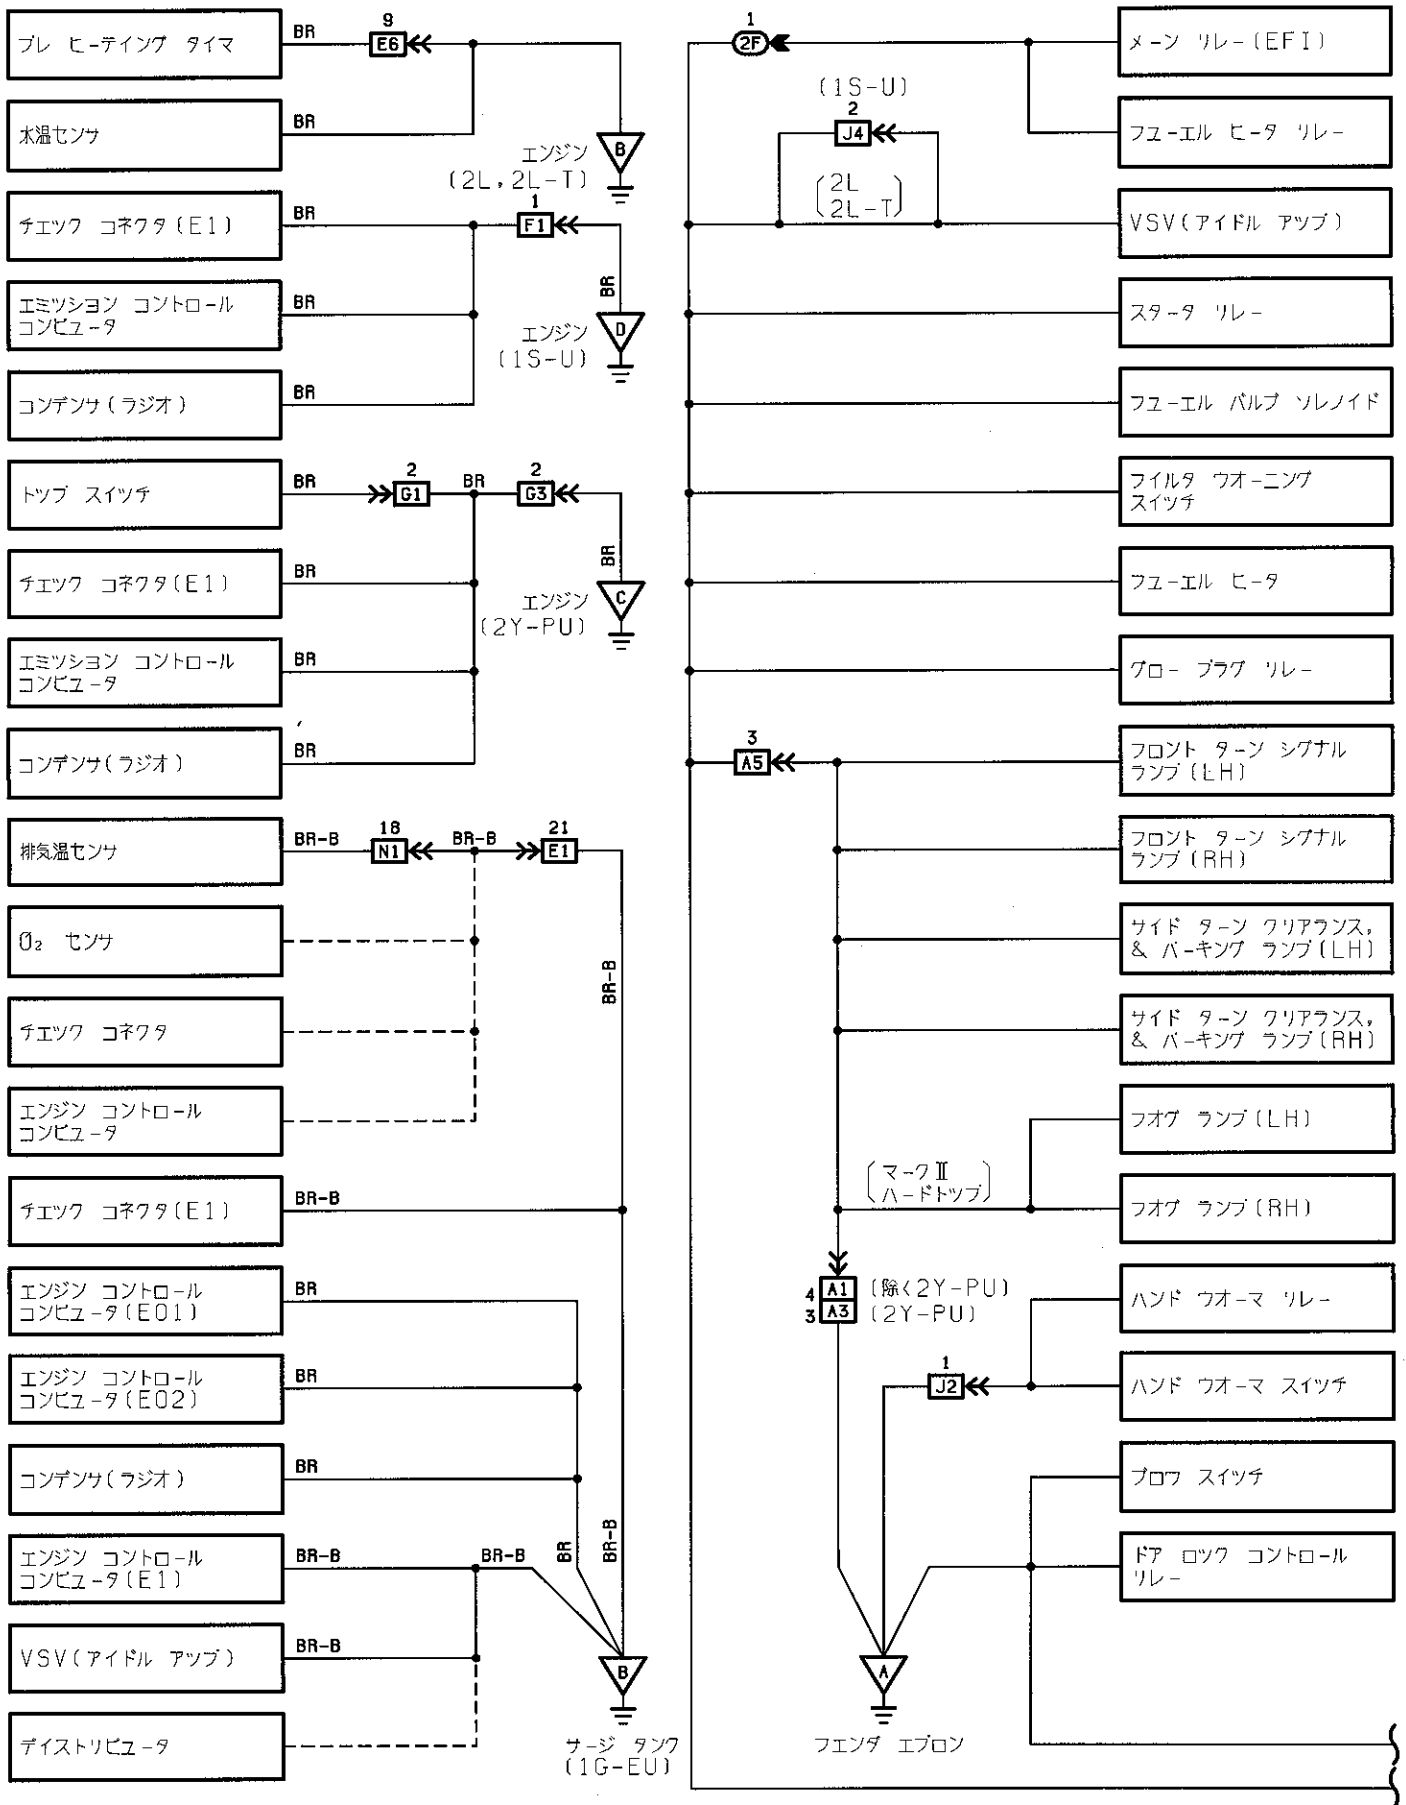 プレ ヒーテイング タイマ
BR
9
E6
水温センサ
BR
B
エンジン
(2L,2L-T)
チエツク コネクタ(E1)
BR
1
F1
BR
エミツシヨン コントロール
コンピユータ
BR
D
エンジン
(1S-U)
コンデンサ(ラジオ)
BR
トツプ スイツチ
BR
2
G1
BR
2
G3
BR
チエツク コネクタ(E1)
BR
C
エンジン
(2Y-PU)
エミツシヨン コントロール
コンピユータ
BR
コンデンサ(ラジオ)
BR
排気温センサ
BR-B
18
N1
BR-B
21
E1
O₂ センサ
BR-B
チエツク コネクタ
エンジン コントロール
コンピユータ
チエツク コネクタ(E1)
BR-B
エンジン コントロール
コンピユータ(E01)
BR
エンジン コントロール
コンピユータ(E02)
BR
コンデンサ(ラジオ)
BR
エンジン コントロール
コンピユータ(E1)
BR-B
BR-B
BR
BR-B
VSV(アイドル アツプ)
BR-B
B
デイストリビユータ
サージ タンク
(1G-EU)
1
2F
メーン リレー(EFI)
(1S-U)
2
J4
フユーエル ヒータ リレー
(2L
2L-T)
VSV(アイドル アツプ)
スタータ リレー
フユーエル バルブ ソレノイド
フイルタ ウオーニング
スイツチ
フユーエル ヒータ
グロー プラグ リレー
3
A5
フロント ターン シグナル
ランプ(LH)
フロント ターン シグナル
ランプ(RH)
サイド ターン クリアランス,
& パーキング ランプ(LH)
サイド ターン クリアランス,
& パーキング ランプ(RH)
フオグ ランプ(LH)
(マークⅡ
ハードトツプ)
フオグ ランプ(RH)
4 A1 (除く2Y-PU)
3 A3 (2Y-PU)
ハンド ウオーマ リレー
1
J2
ハンド ウオーマ スイツチ
ブロワ スイツチ
ドア ロツク コントロール
リレー
A
フエンダ エプロン